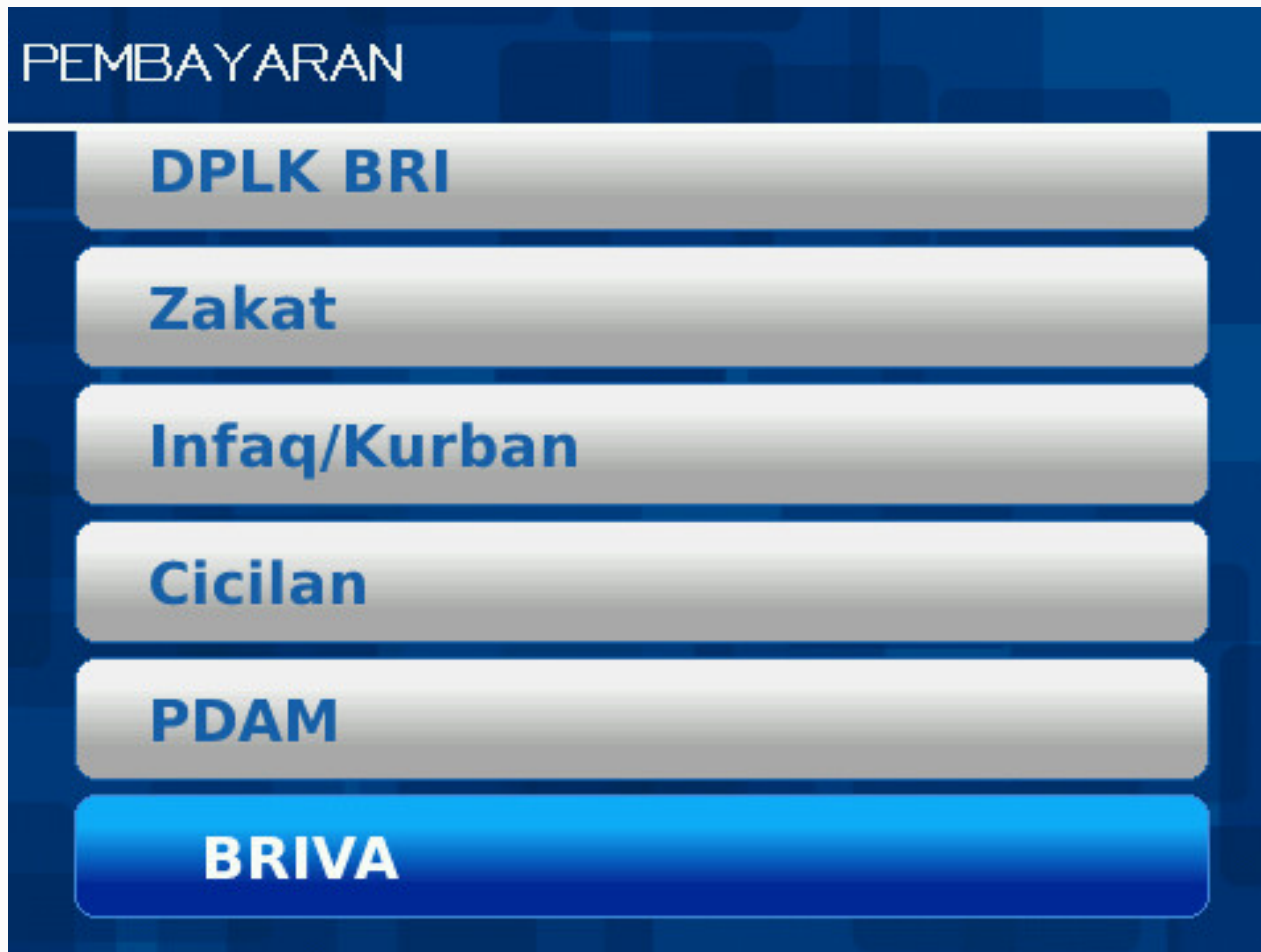 PEMBAYARAN
DPLK BRI
Zakat
Infaq/Kurban
Cicilan
PDAM
BRIVA